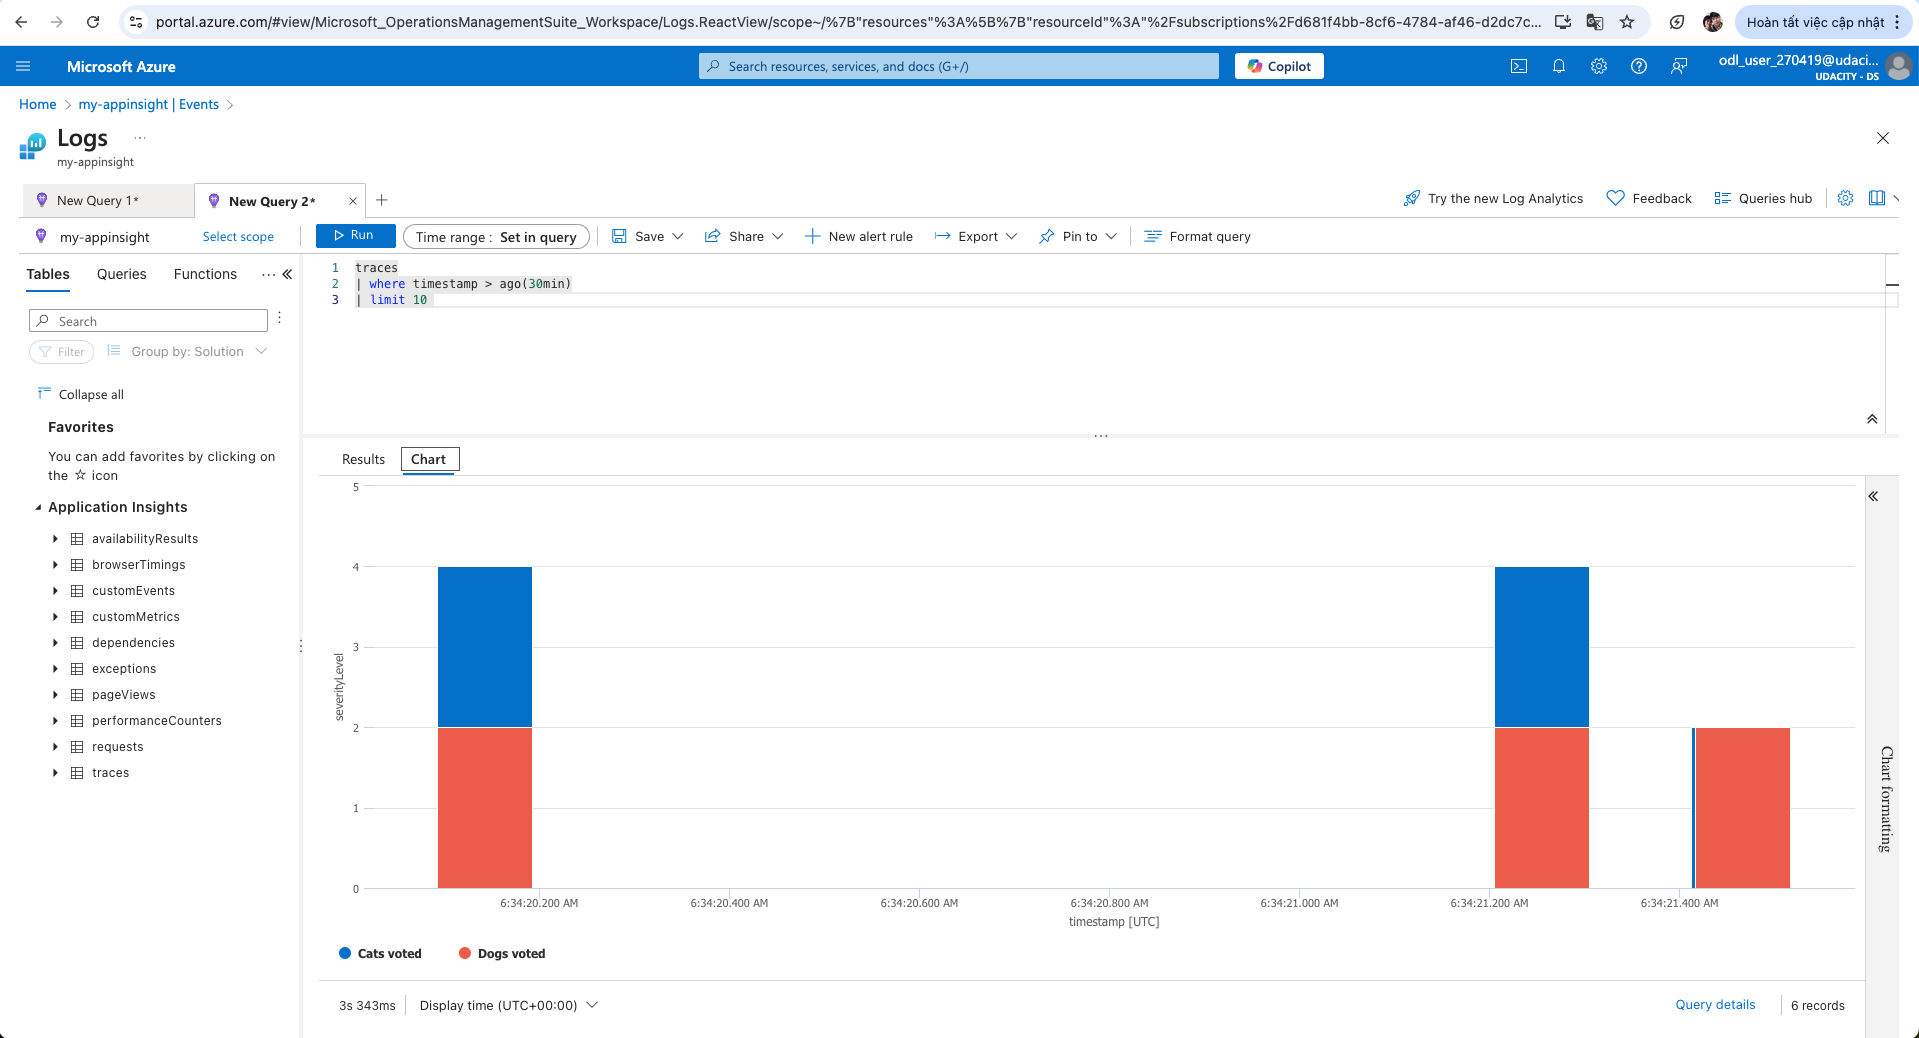 portal.azure.com/#view/Microsoft_OperationsManagementSuite_Workspace/Logs.ReactView/scope~/%7B"resources"%3A%5B%7B"resourceId"%3A"%2Fsubscriptions%2Fd681f4bb-8cf6-4784-af46-d2dc7c...
Hoàn tất việc cập nhật
Microsoft Azure
Search resources, services, and docs (G+/)
Copilot
odl_user_270419@udaci...
UDACITY - DS
Home > my-appinsight | Events >
Logs ...
my-appinsight
New Query 1*
New Query 2*
Try the new Log Analytics
Feedback
Queries hub
my-appinsight
Select scope
Run
Time range : Set in query
Save
Share
New alert rule
Export
Pin to
Format query
Tables
Queries
Functions
...
1 traces
2 | where timestamp > ago(30min)
3 | limit 10
Search
Filter
Group by: Solution
Collapse all
Favorites
You can add favorites by clicking on
the ☆ icon
Application Insights
availabilityResults
browserTimings
customEvents
customMetrics
dependencies
exceptions
pageViews
performanceCounters
requests
traces
Results
Chart
5
4
3
2
1
0
severityLevel
6:34:20.200 AM
6:34:20.400 AM
6:34:20.600 AM
6:34:20.800 AM
6:34:21.000 AM
6:34:21.200 AM
6:34:21.400 AM
timestamp [UTC]
Cats voted
Dogs voted
Chart formatting
3s 343ms
Display time (UTC+00:00)
Query details
6 records